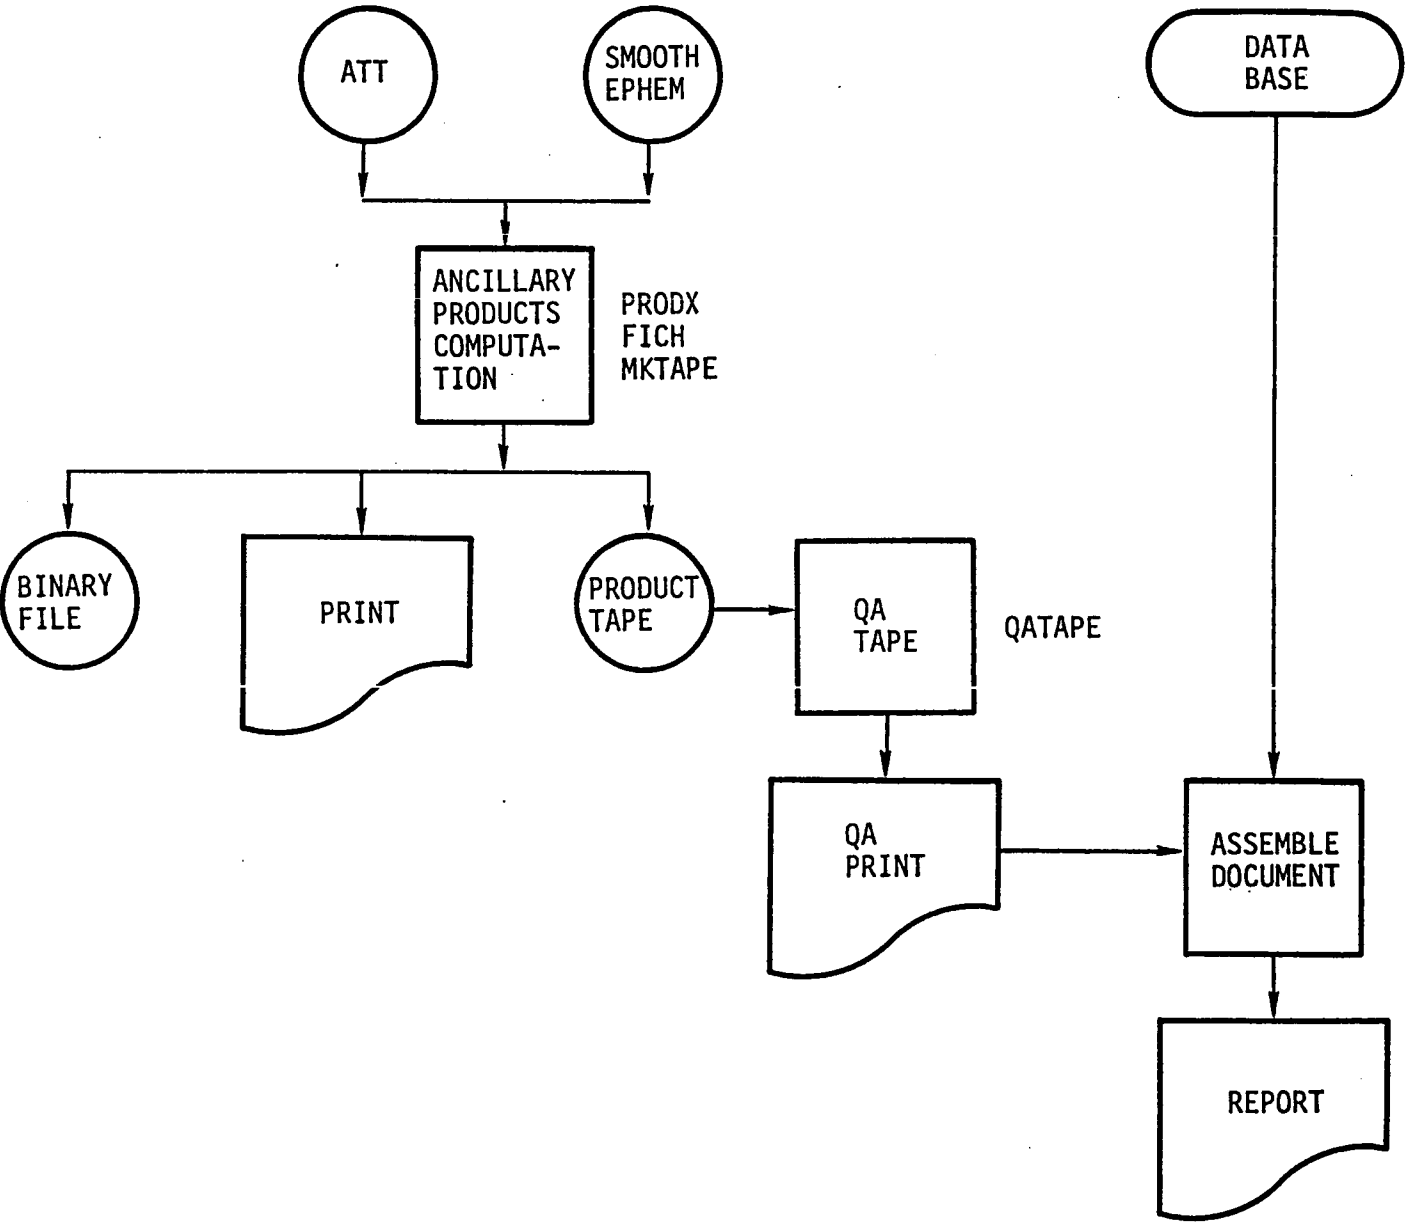 ATT
SMOOTH
EPHEM
DATA
BASE
ANCILLARY
PRODUCTS
COMPUTA-
TION
PRODX
FICH
MKTAPE
BINARY
FILE
PRINT
PRODUCT
TAPE
QA
TAPE
QATAPE
QA
PRINT
ASSEMBLE
DOCUMENT
REPORT